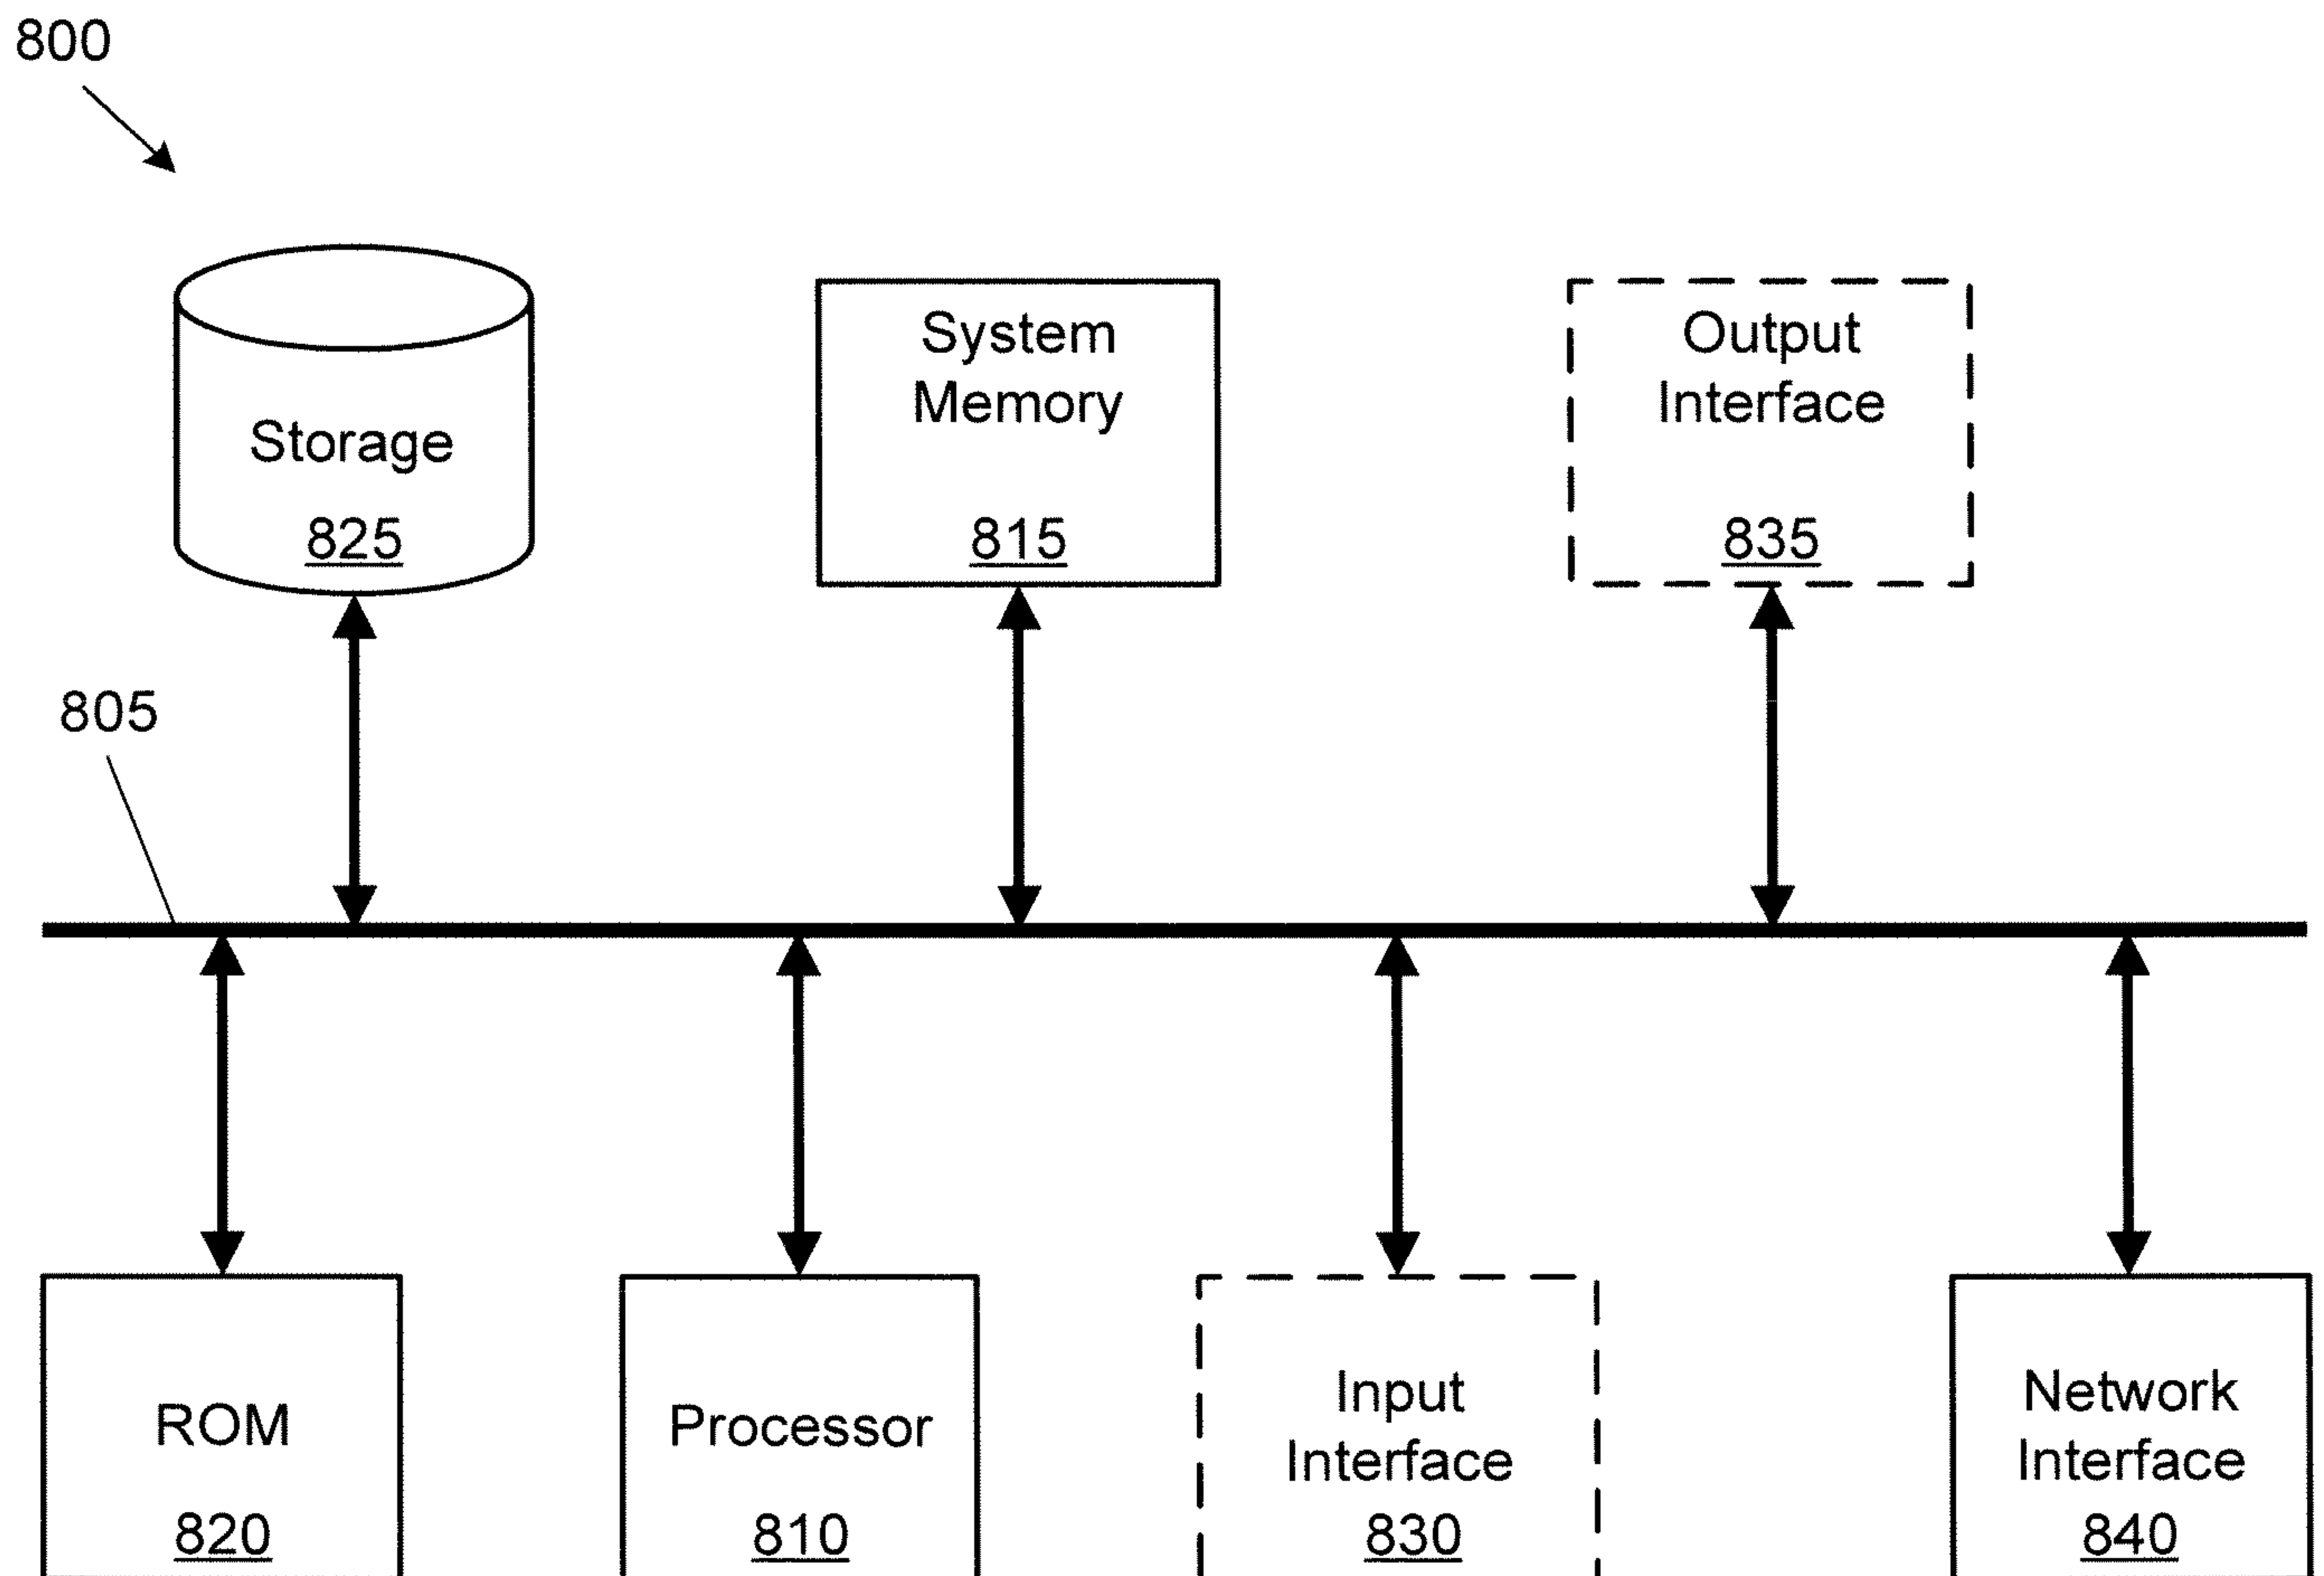 800
Storage
825
System
Memory
815
Output
Interface
835
805
ROM
820
Processor
810
Input
Interface
830
Network
Interface
840